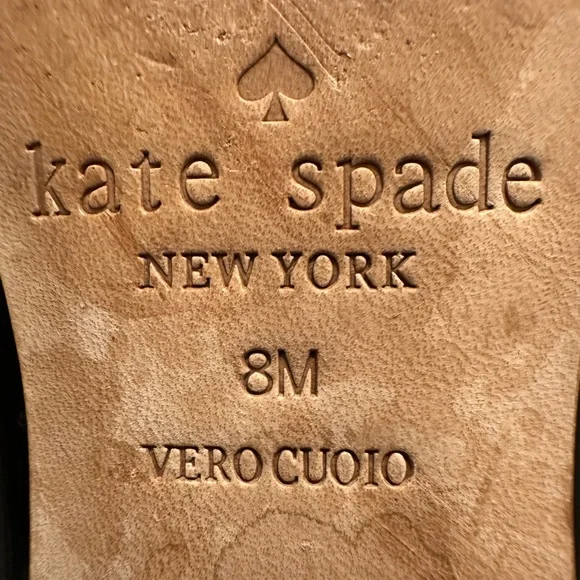 kate spade
NEW YORK
8M
VERO CUOIO